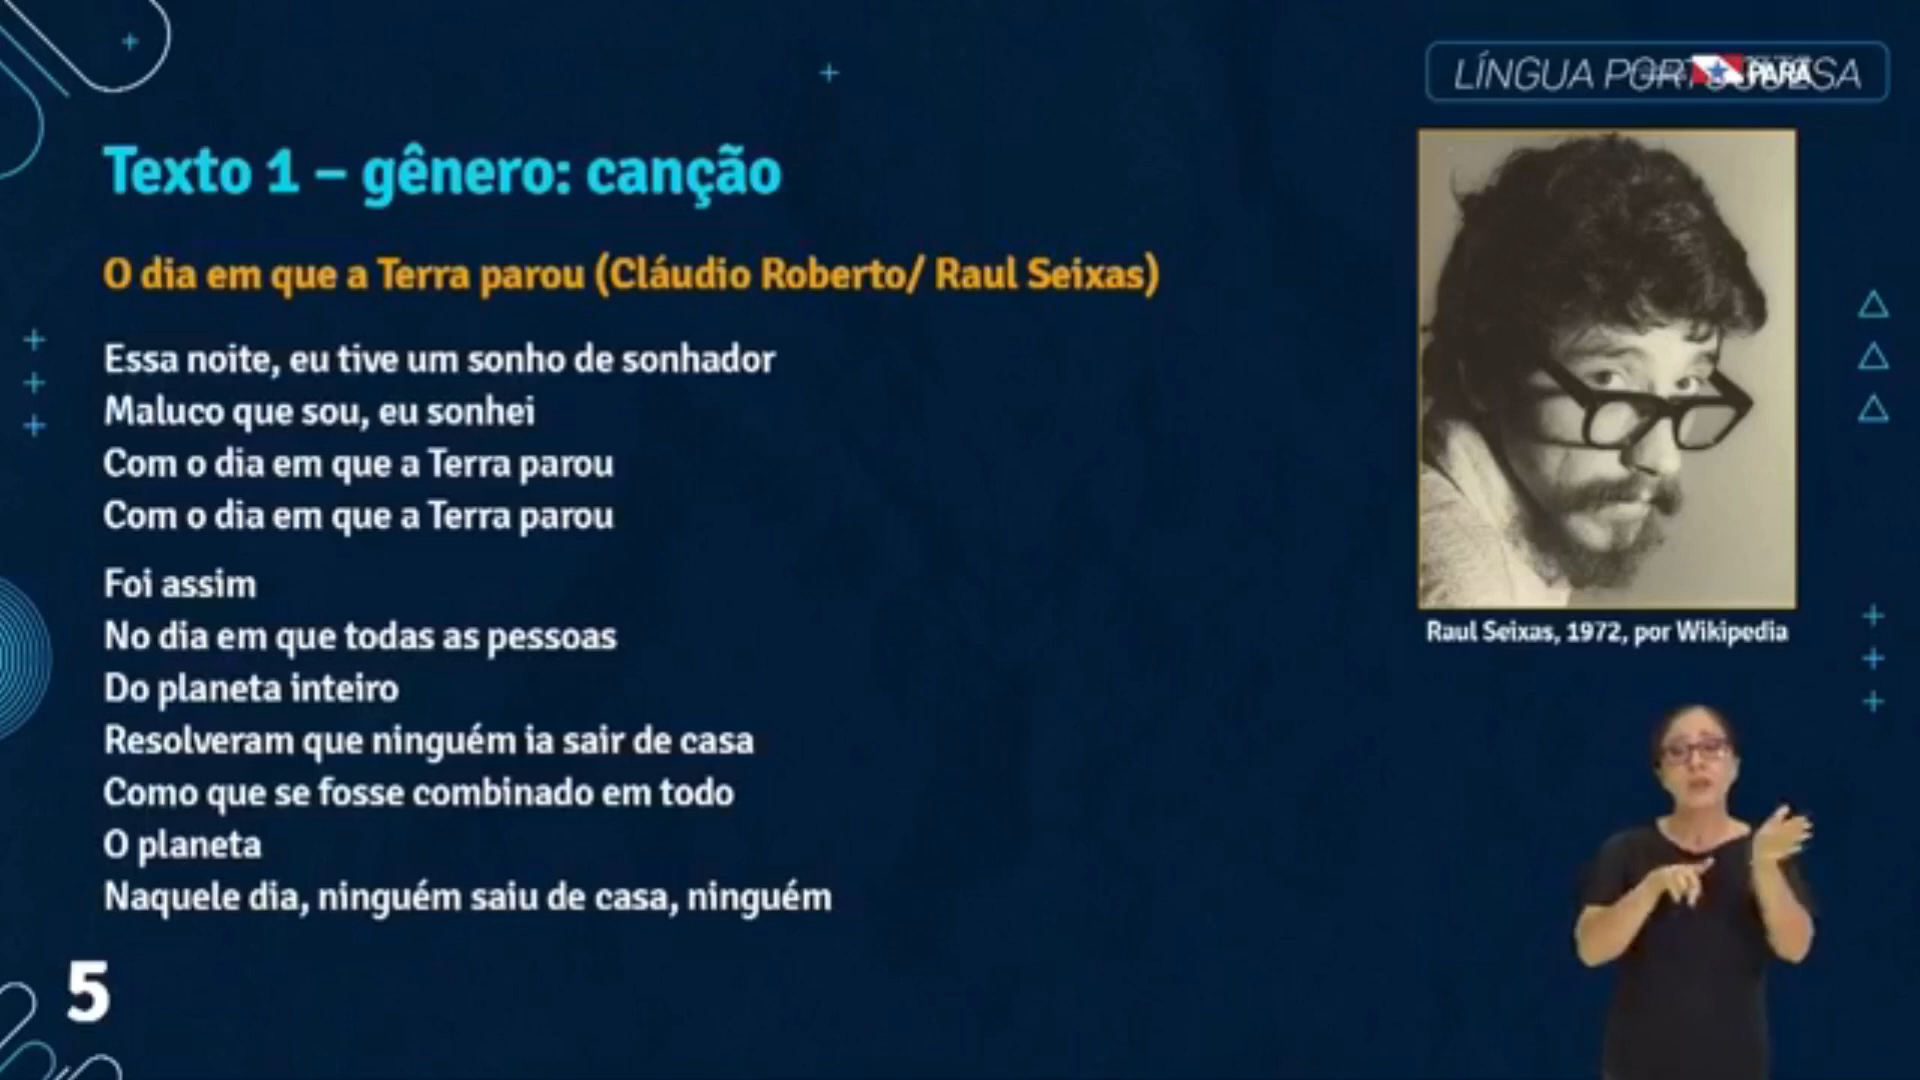 LÍNGUA PORTUGUESA
PARÁ
Texto 1 – gênero: canção
O dia em que a Terra parou (Cláudio Roberto/ Raul Seixas)
Essa noite, eu tive um sonho de sonhador
Maluco que sou, eu sonhei
Com o dia em que a Terra parou
Com o dia em que a Terra parou
Foi assim
No dia em que todas as pessoas
Do planeta inteiro
Resolveram que ninguém ia sair de casa
Como que se fosse combinado em todo
O planeta
Naquele dia, ninguém saiu de casa, ninguém
Raul Seixas, 1972, por Wikipedia
5